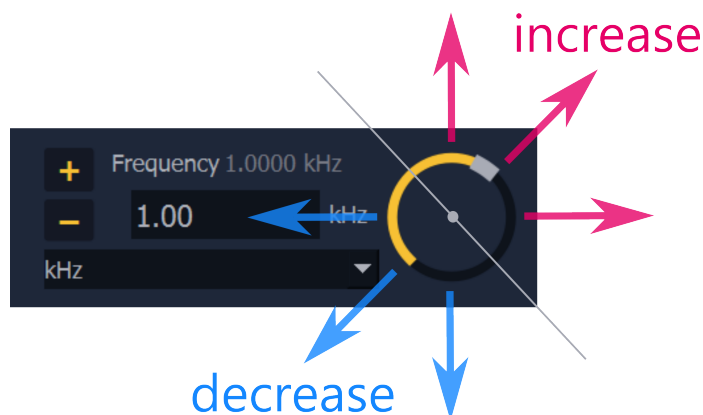 increase
+
Frequency 1.0000 kHz
−
1.00 kHz
kHz
decrease